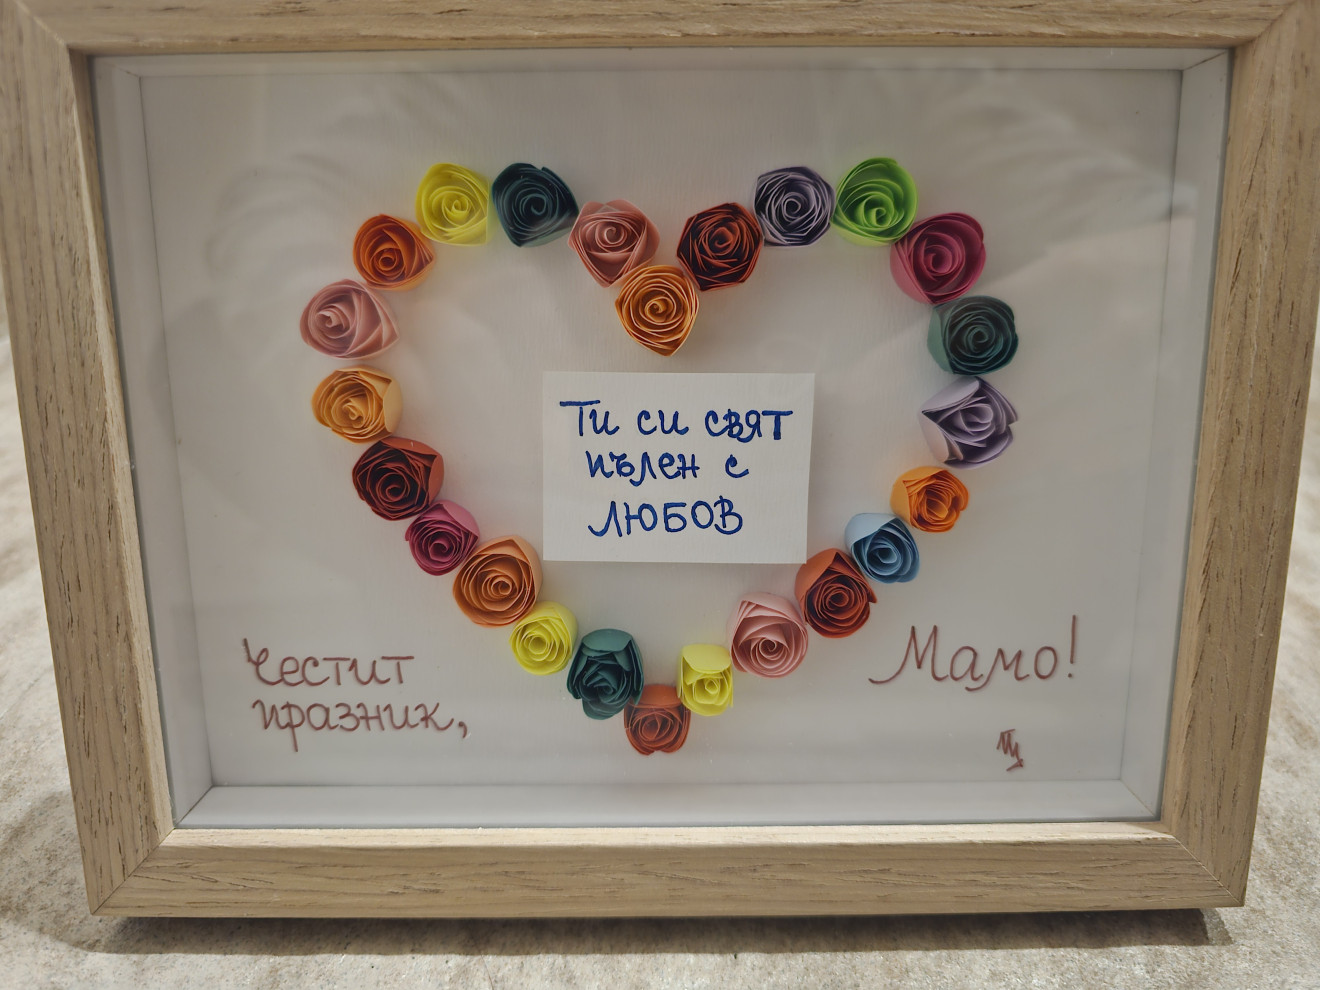 Ти си свят
пълен с
ЛЮБОВ
Честит
празник,
Мамо!